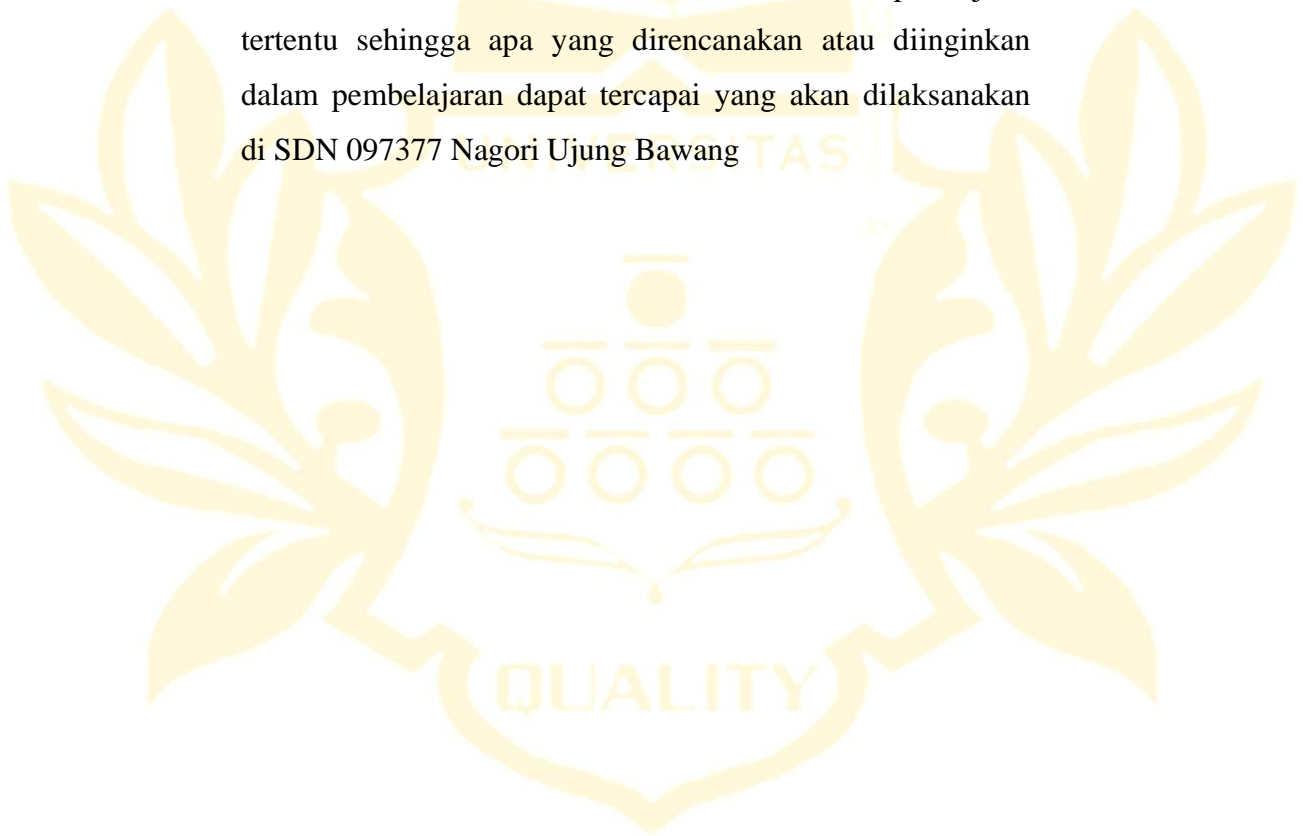 tertentu sehingga apa yang direncanakan atau diinginkan
dalam pembelajaran dapat tercapai yang akan dilaksanakan
di SDN 097377 Nagori Ujung Bawang
UNIVERSITAS
QUALITY